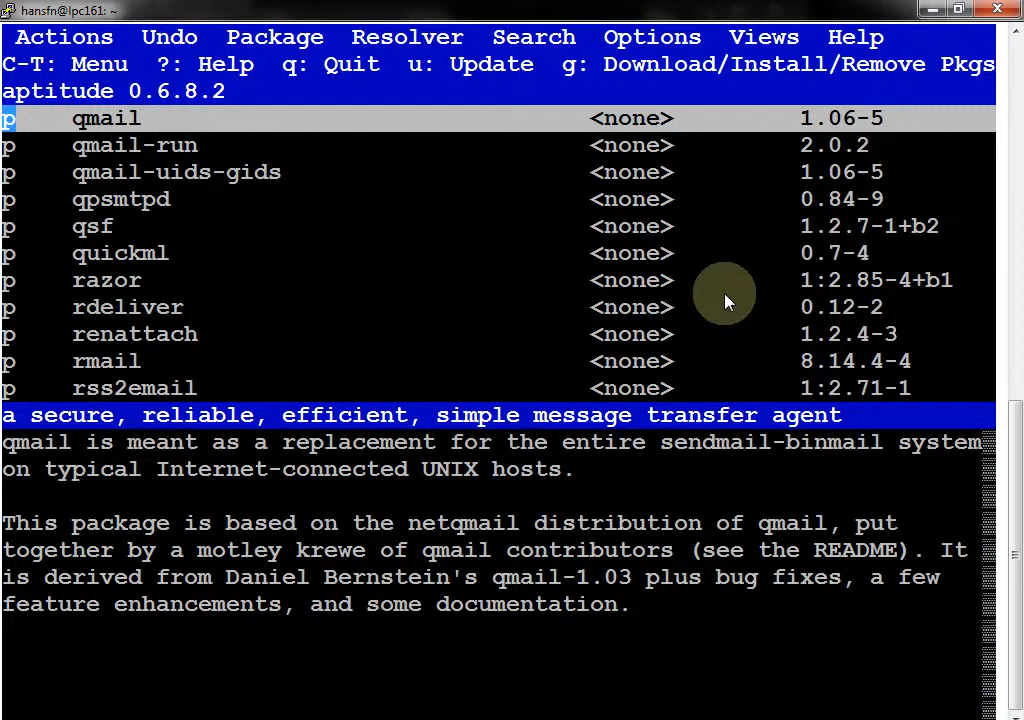 hansfn@lpc161: ~
Actions Undo Package Resolver Search Options Views Help
C-T: Menu ?: Help q: Quit u: Update g: Download/Install/Remove Pkgs
aptitude 0.6.8.2
p qmail <none> 1.06-5
p qmail-run <none> 2.0.2
p qmail-uids-gids <none> 1.06-5
p qpsmtpd <none> 0.84-9
p qsf <none> 1.2.7-1+b2
p quickml <none> 0.7-4
p razor <none> 1:2.85-4+b1
p rdeliver <none> 0.12-2
p renattach <none> 1.2.4-3
p rmail <none> 8.14.4-4
p rss2email <none> 1:2.71-1
a secure, reliable, efficient, simple message transfer agent
qmail is meant as a replacement for the entire sendmail-binmail system
on typical Internet-connected UNIX hosts.
This package is based on the netqmail distribution of qmail, put
together by a motley krewe of qmail contributors (see the README). It
is derived from Daniel Bernstein's qmail-1.03 plus bug fixes, a few
feature enhancements, and some documentation.